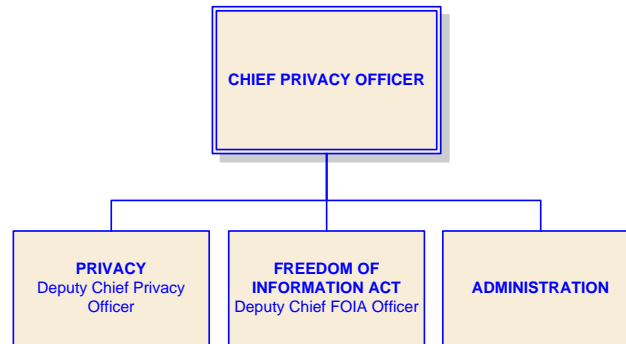 CHIEF PRIVACY OFFICER
PRIVACY
Deputy Chief Privacy
Officer
FREEDOM OF
INFORMATION ACT
Deputy Chief FOIA Officer
ADMINISTRATION